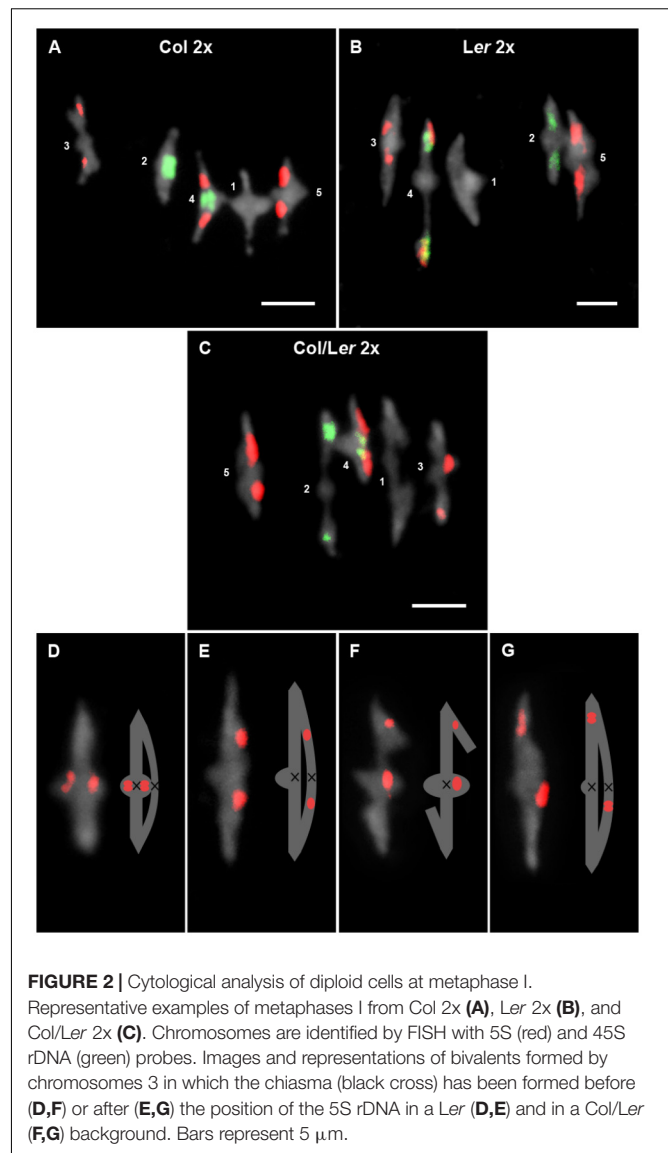 A
Col 2x
3
2
4
1
5
B
Ler 2x
3
4
1
2
5
C
Col/Ler 2x
5
2
4
1
3
D
E
F
G
FIGURE 2 | Cytological analysis of diploid cells at metaphase I.
Representative examples of metaphases I from Col 2x (A), Ler 2x (B), and
Col/Ler 2x (C). Chromosomes are identified by FISH with 5S (red) and 45S
rDNA (green) probes. Images and representations of bivalents formed by
chromosomes 3 in which the chiasma (black cross) has been formed before
(D,F) or after (E,G) the position of the 5S rDNA in a Ler (D,E) and in a Col/Ler
(F,G) background. Bars represent 5 μm.